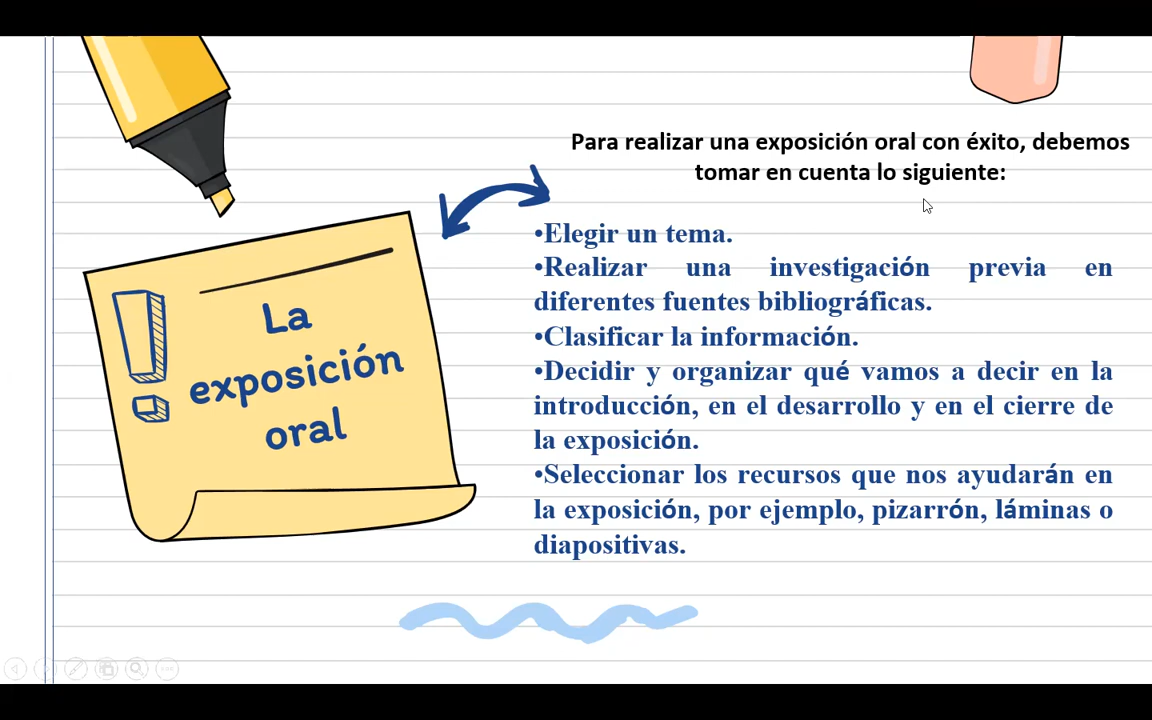 Para realizar una exposición oral con éxito, debemos
tomar en cuenta lo siguiente:
La
exposición
oral
•Elegir un tema.
•Realizar una investigación previa en
diferentes fuentes bibliográficas.
•Clasificar la información.
•Decidir y organizar qué vamos a decir en la
introducción, en el desarrollo y en el cierre de
la exposición.
•Seleccionar los recursos que nos ayudarán en
la exposición, por ejemplo, pizarrón, láminas o
diapositivas.